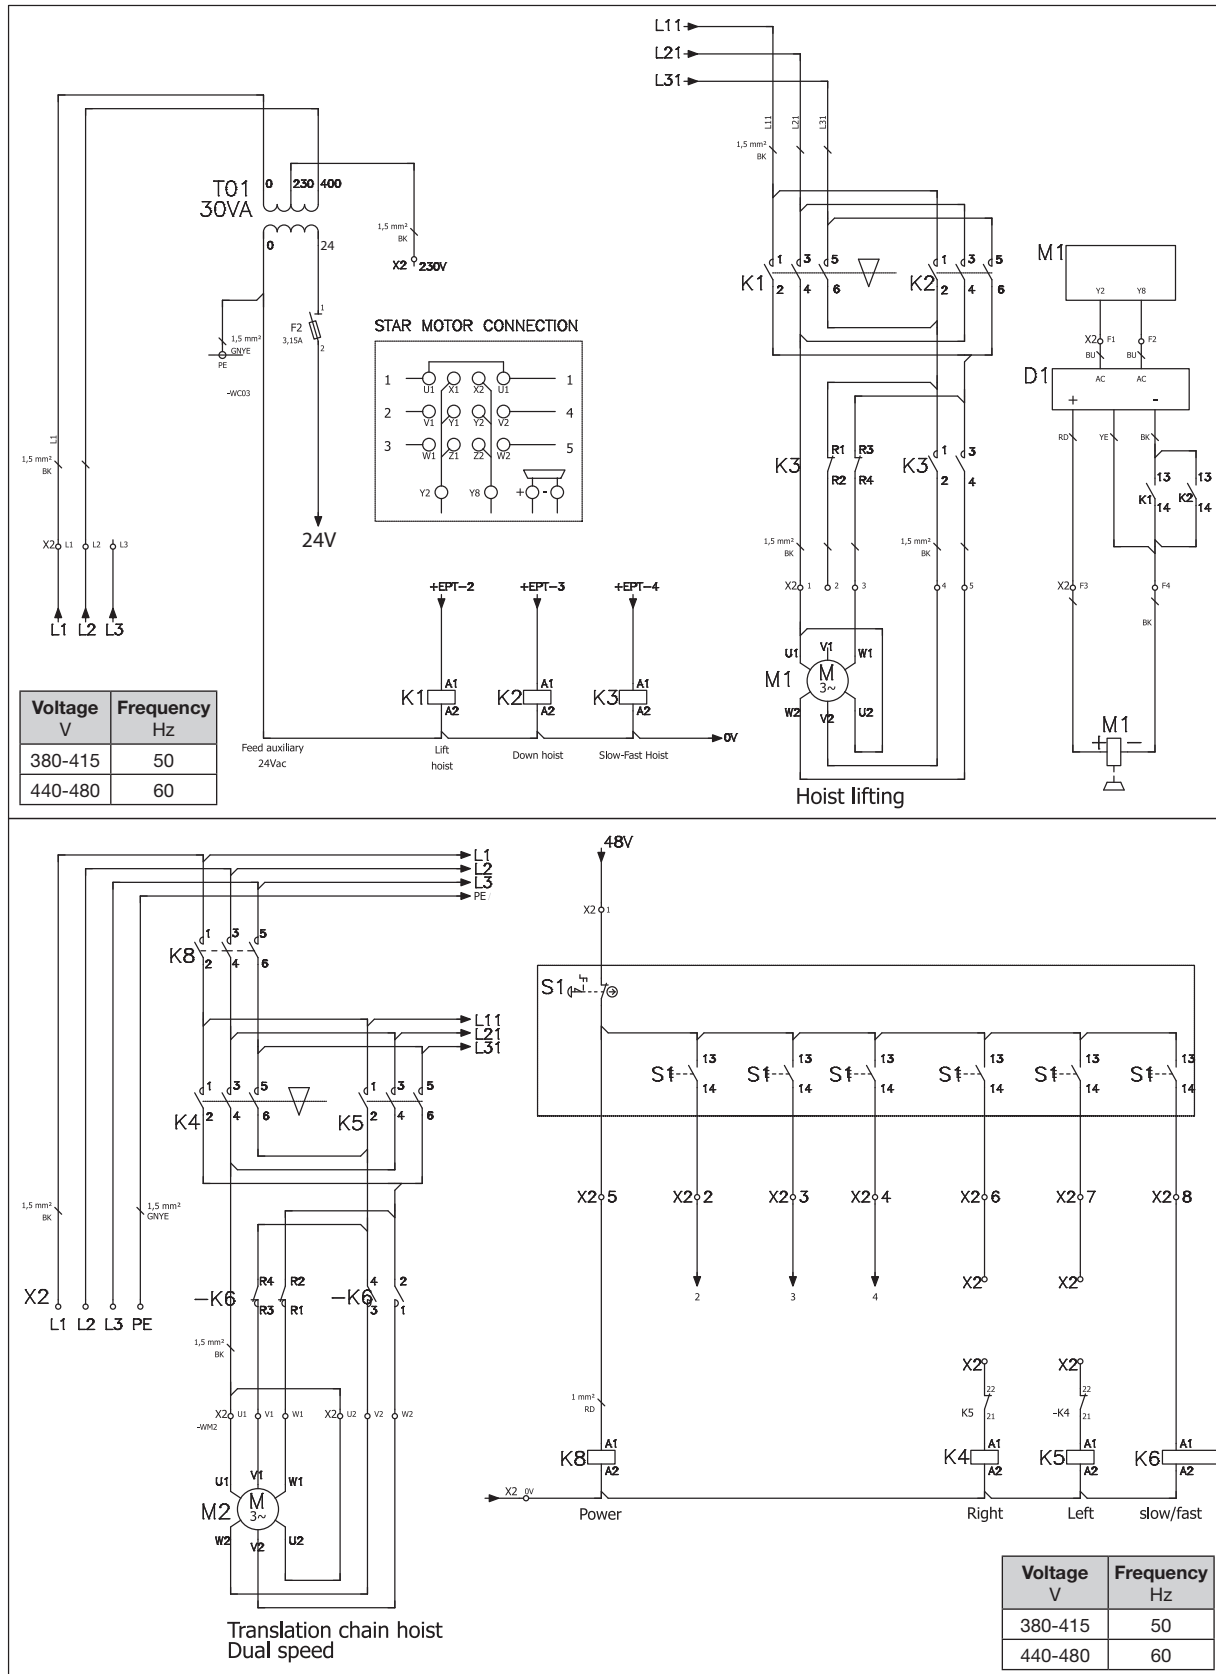 L11
L21
L31
L11
L21
L31
1,5 mm²
BK
T01
30VA
0
230
400
0
24
1,5 mm²
BK
X2
230V
1,5 mm²
GNYE
PE
-WC03
F2
3,15A
1
2
24V
L1
1,5 mm²
BK
X2
L1
L2
L3
L1
L2
L3
STAR MOTOR CONNECTION
1
U1
X1
X2
U1
1
2
V1
Y1
Y2
V2
4
3
W1
Z1
Z2
W2
5
Y2
Y8
+
-
K1
1
3
5
2
4
6
K2
1
3
5
2
4
6
K3
R1
R3
R2
R4
K3
1
3
2
4
1,5 mm²
BK
1,5 mm²
BK
X2
1
2
3
4
5
U1
V1
W1
M1
M
3~
W2
V2
U2
Hoist lifting
M1
Y2
Y8
X2
F1
F2
BU
BU
D1
AC
AC
+
-
RD
YE
BK
13
13
K1
K2
14
14
X2
F3
F4
BK
M1
+
-
+EPT-2
+EPT-3
+EPT-4
K1
A1
A2
K2
A1
A2
K3
A1
A2
0V
Feed auxiliary
24Vac
Lift
hoist
Down hoist
Slow-Fast Hoist
Voltage Frequency
V Hz
380-415 50
440-480 60
L1
L2
L3
PE
K8
1
3
5
2
4
6
L11
L21
L31
K4
1
3
5
2
4
6
K5
1
3
5
2
4
6
1,5 mm²
BK
1,5 mm²
GNYE
X2
L1
L2
L3
PE
-K6
R4
R2
R3
R1
-K6
4
2
3
1
1,5 mm²
BK
X2
U1
V1
W1
X2
U2
V2
W2
-WM2
U1
V1
W1
M2
M
3~
W2
V2
U2
Translation chain hoist
Dual speed
48V
X2
1
S1
S1
13
14
S1
13
14
S1
13
14
S1
13
14
S1
13
14
S1
13
14
X2 5
X2 2
X2 3
X2 4
X2 6
X2 7
X2 8
2
3
4
X2
X2
X2
X2
1 mm²
RD
K5
22
21
-K4
22
21
K8
A1
A2
K4
A1
A2
K5
A1
A2
K6
A1
A2
X2
0V
Power
Right
Left
slow/fast
Voltage Frequency
V Hz
380-415 50
440-480 60